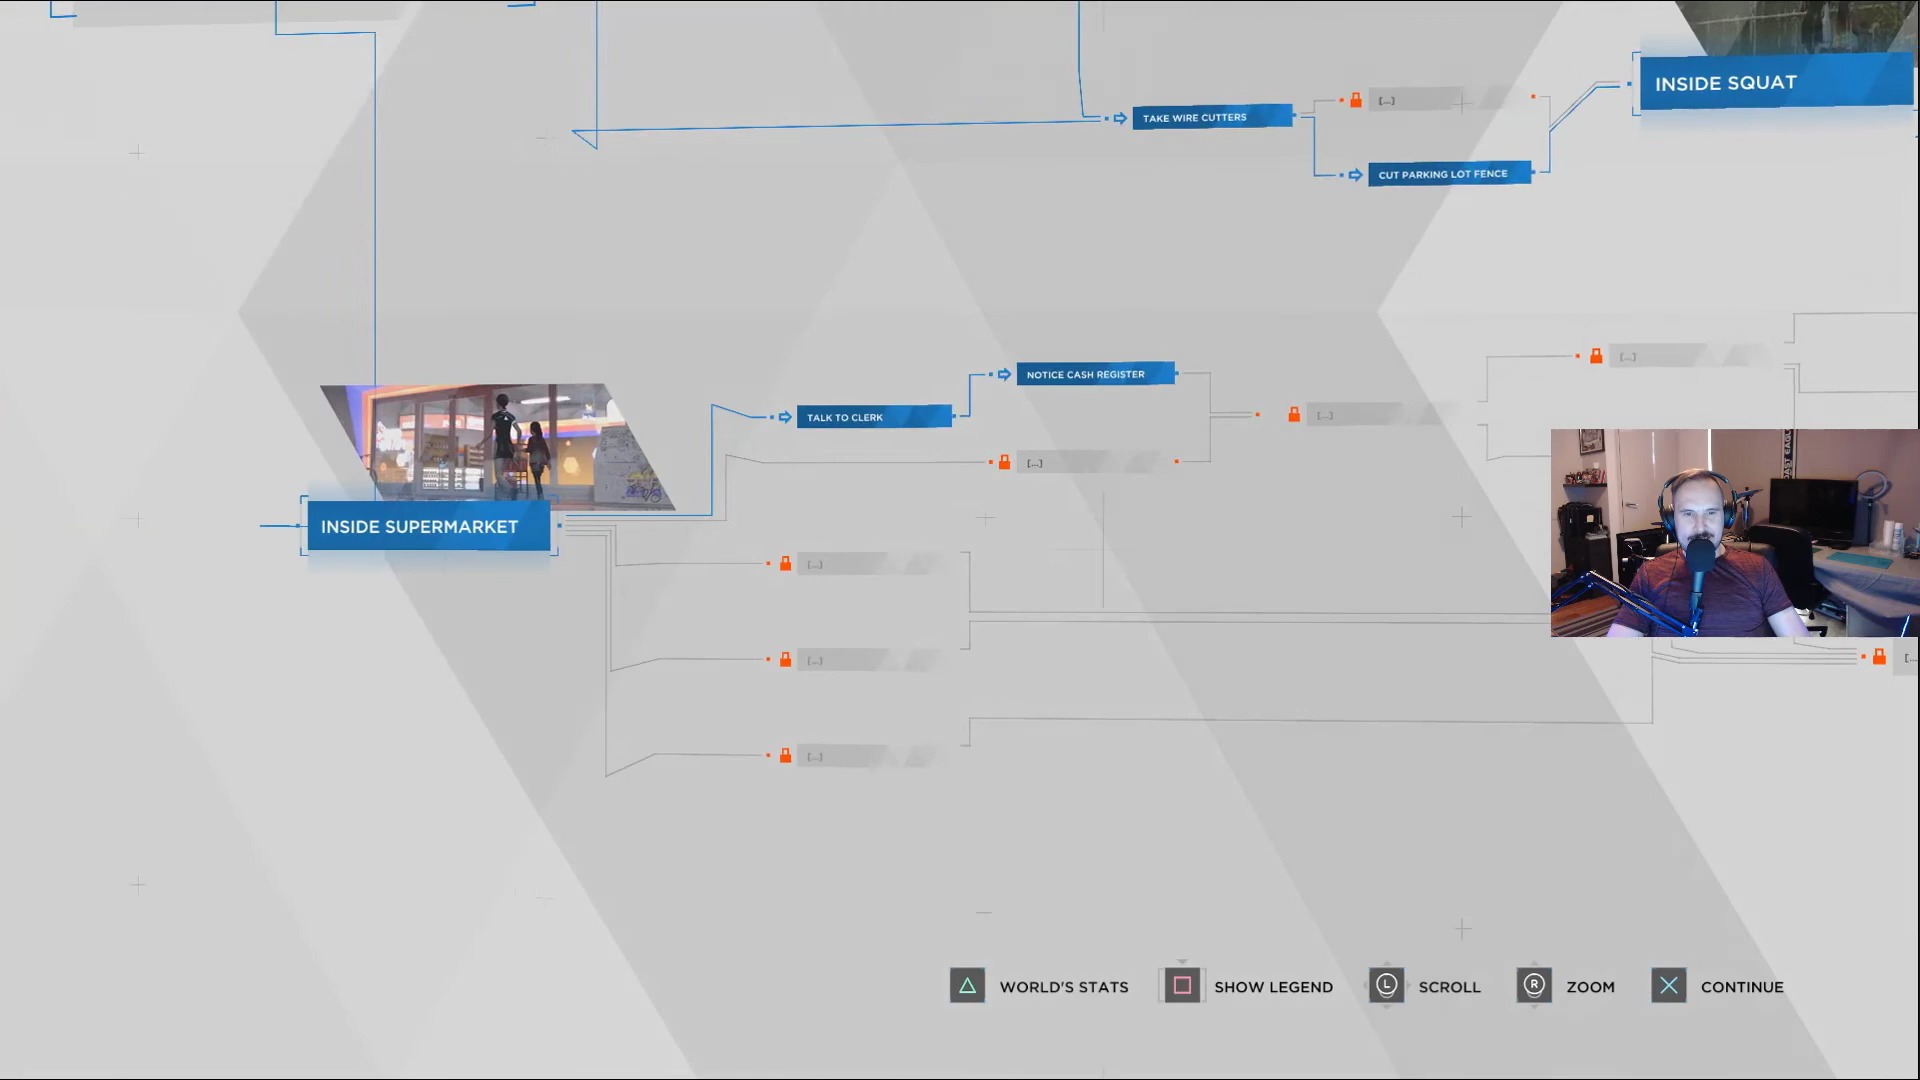 TAKE WIRE CUTTERS
[...]
INSIDE SQUAT
CUT PARKING LOT FENCE
[...]
NOTICE CASH REGISTER
TALK TO CLERK
[...]
[...]
INSIDE SUPERMARKET
[...]
[...]
[...]
WORLD'S STATS
SHOW LEGEND
L
SCROLL
R
ZOOM
CONTINUE